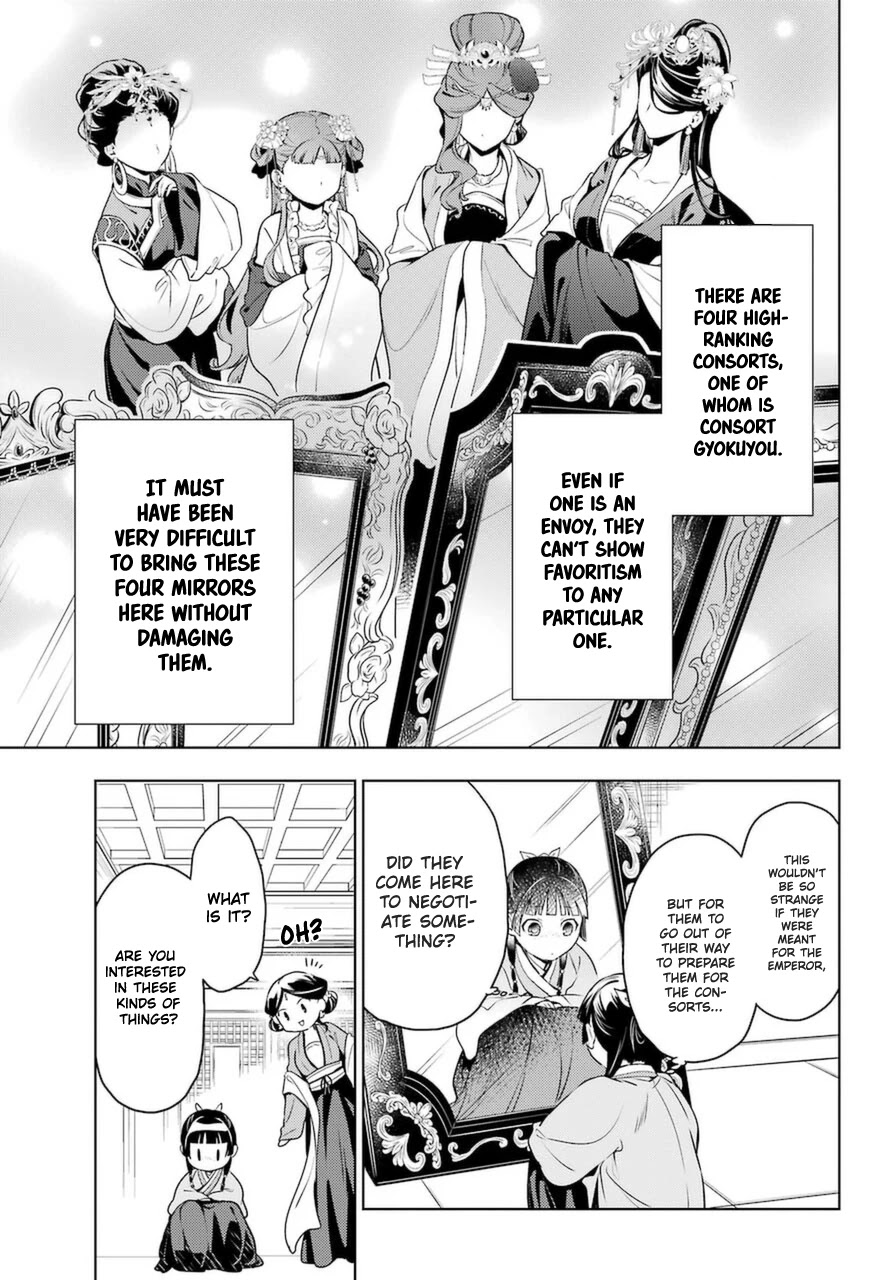 THERE ARE
FOUR HIGH-
RANKING
CONSORTS,
ONE OF
WHOM IS
CONSORT
GYOKUYOU.
EVEN IF
ONE IS AN
ENVOY, THEY
CAN'T SHOW
FAVORITISM
TO ANY
PARTICULAR
ONE.
IT MUST
HAVE BEEN
VERY DIFFICULT
TO BRING THESE
FOUR MIRRORS
HERE WITHOUT
DAMAGING
THEM.
THIS
WOULDN'T
BE SO
STRANGE
IF THEY
WERE
MEANT
FOR THE
EMPEROR,
BUT FOR
THEM TO
GO OUT OF
THEIR WAY
TO PREPARE
THEM FOR
THE CON-
SORTS...
DID THEY
COME HERE
TO NEGOTI-
ATE SOME-
THING?
OH?
WHAT
IS IT?
ARE YOU
INTERESTED
IN THESE
KINDS OF
THINGS?